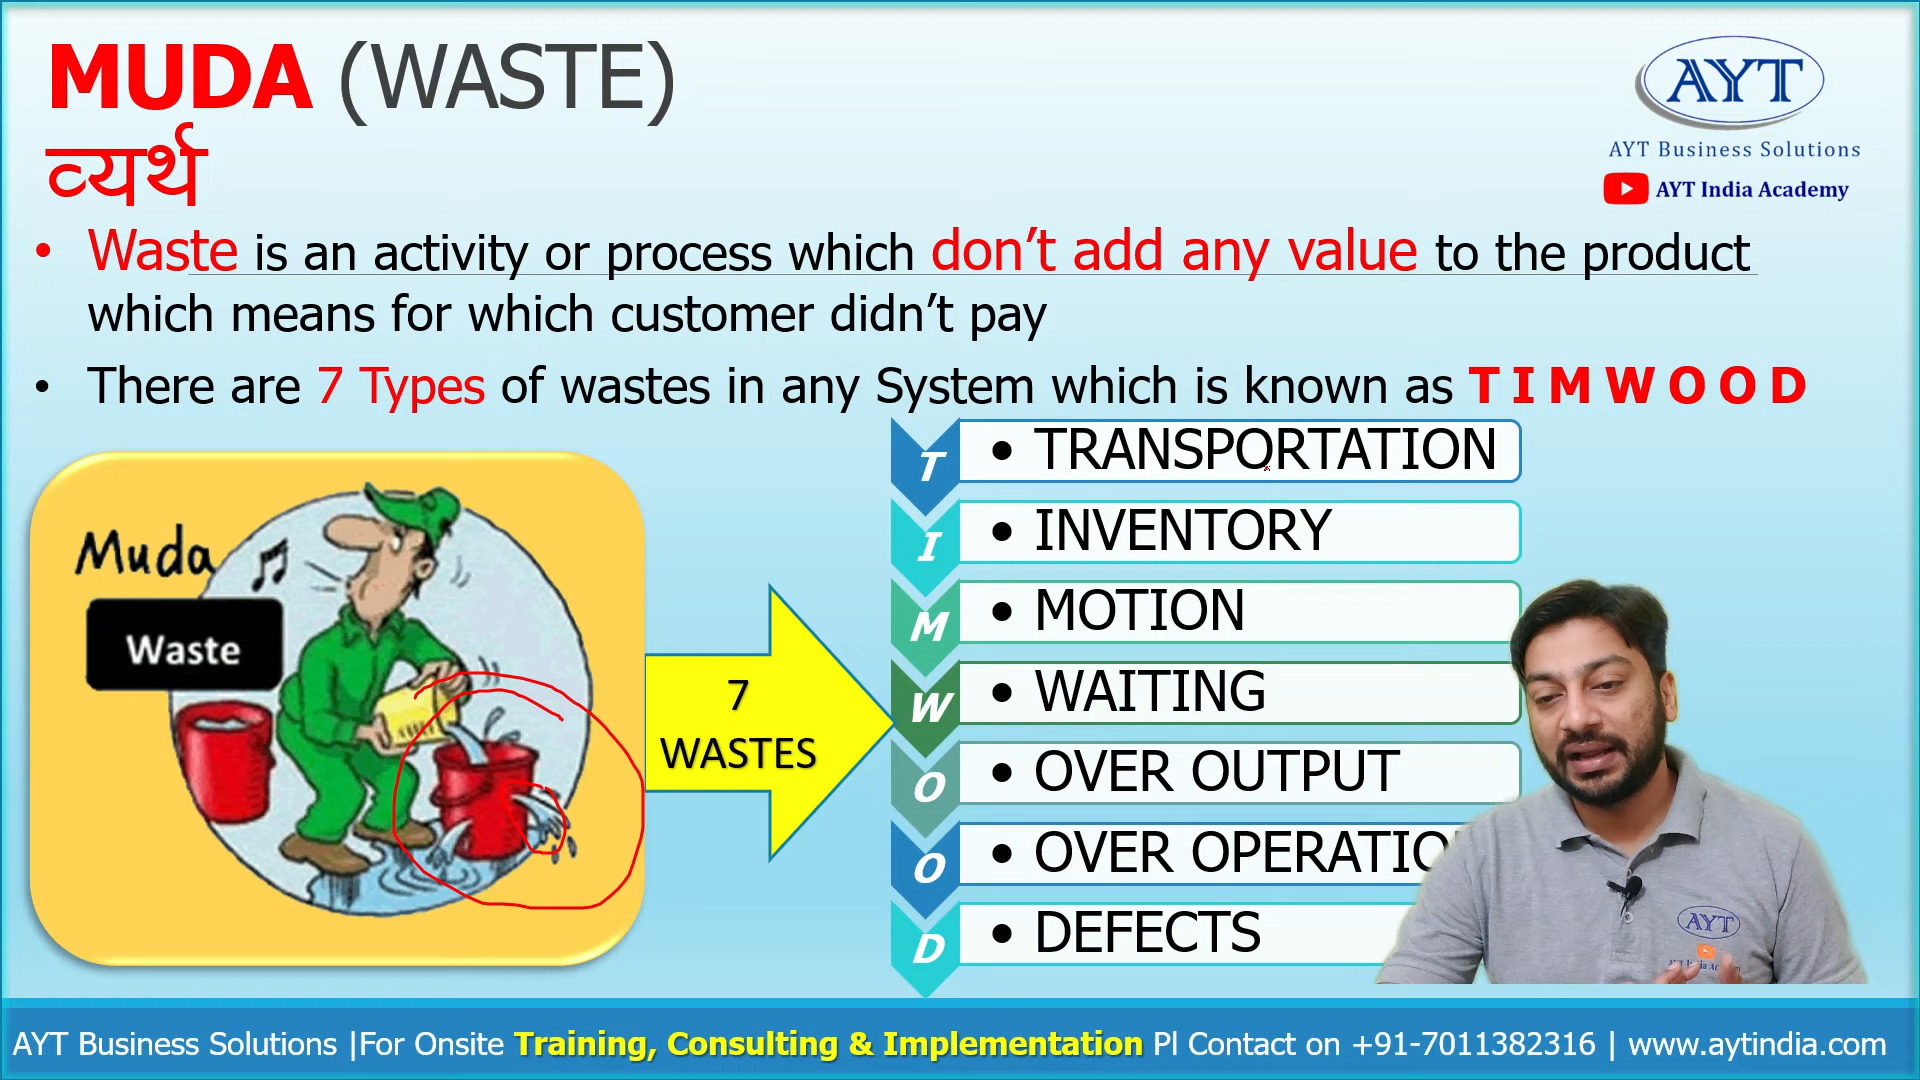 MUDA (WASTE)
व्यर्थ
AYT
AYT Business Solutions
AYT India Academy
• Waste is an activity or process which don’t add any value to the product
which means for which customer didn’t pay
• There are 7 Types of wastes in any System which is known as T I M W O O D
Muda
Waste
7
WASTES
T • TRANSPORTATION
I • INVENTORY
M • MOTION
W • WAITING
O • OVER OUTPUT
O • OVER OPERATIO
D • DEFECTS
AYT
AYT Business Solutions |For Onsite Training, Consulting & Implementation Pl Contact on +91-7011382316 | www.aytindia.com